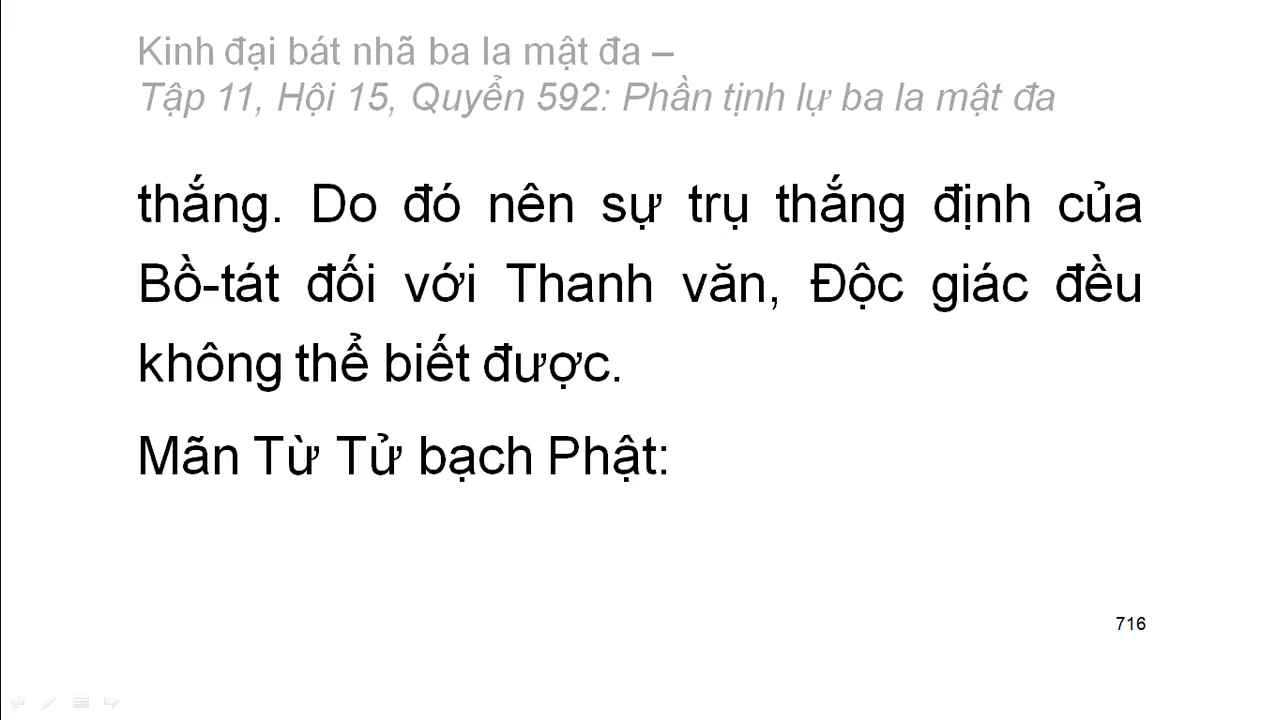 Kinh đại bát nhã ba la mật đa –
Tập 11, Hội 15, Quyển 592: Phần tịnh lự ba la mật đa
thắng. Do đó nên sự trụ thắng định của
Bồ-tát đối với Thanh văn, Độc giác đều
không thể biết được.
Mãn Từ Tử bạch Phật:
716